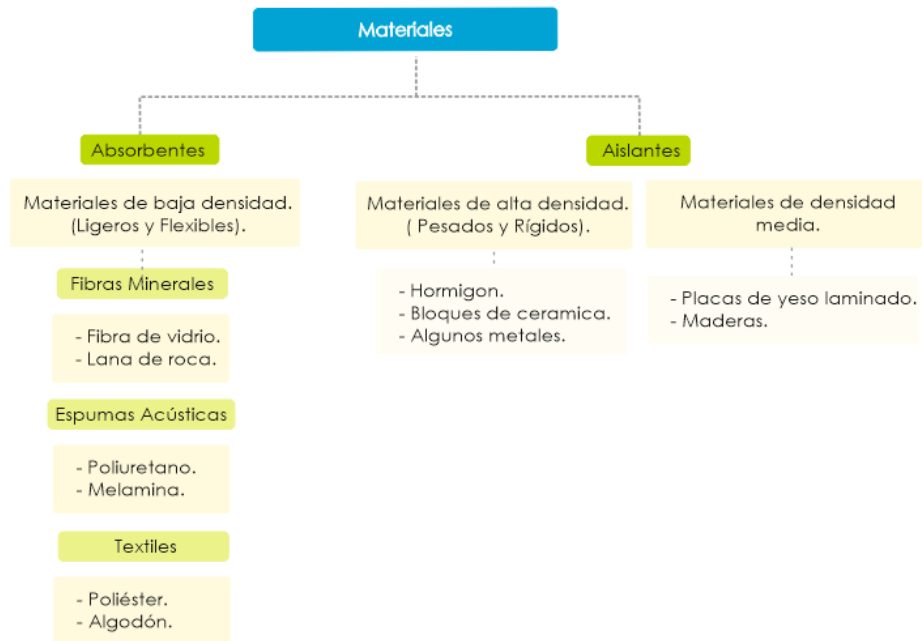 Materiales
Absorbentes
Materiales de baja densidad.
(Ligeros y Flexibles).
Fibras Minerales
- Fibra de vidrio.
- Lana de roca.
Espumas Acústicas
- Poliuretano.
- Melamina.
Textiles
- Poliéster.
- Algodón.
Aislantes
Materiales de alta densidad.
( Pesados y Rígidos).
- Hormigon.
- Bloques de ceramica.
- Algunos metales.
Materiales de densidad
media.
- Placas de yeso laminado.
- Maderas.